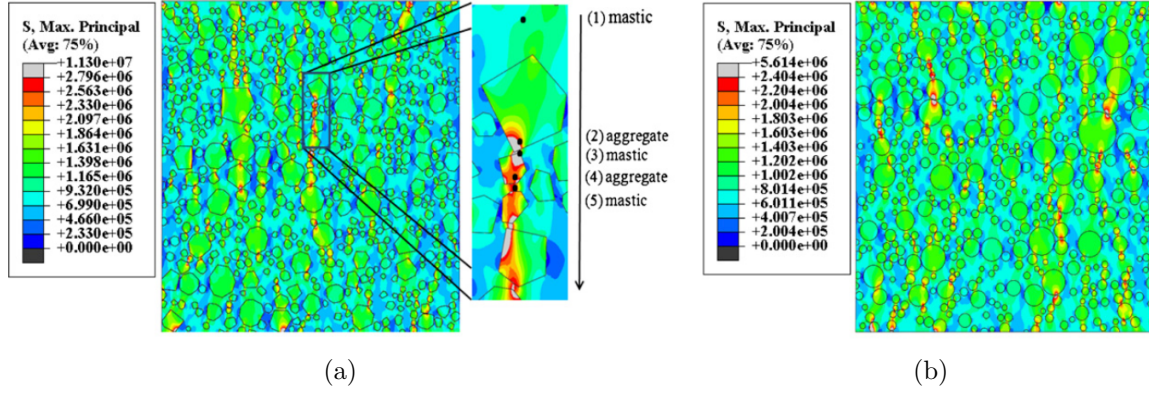 S, Max. Principal
(Avg: 75%)
+1.130e+07
+2.796e+06
+2.563e+06
+2.330e+06
+2.097e+06
+1.864e+06
+1.631e+06
+1.398e+06
+1.165e+06
+9.320e+05
+6.990e+05
+4.660e+05
+2.330e+05
+0.000e+00
(1) mastic
(2) aggregate
(3) mastic
(4) aggregate
(5) mastic
(a)
S, Max. Principal
(Avg: 75%)
+5.614e+06
+2.404e+06
+2.204e+06
+2.004e+06
+1.803e+06
+1.603e+06
+1.403e+06
+1.202e+06
+1.002e+06
+8.014e+05
+6.011e+05
+4.007e+05
+2.004e+05
+0.000e+00
(b)